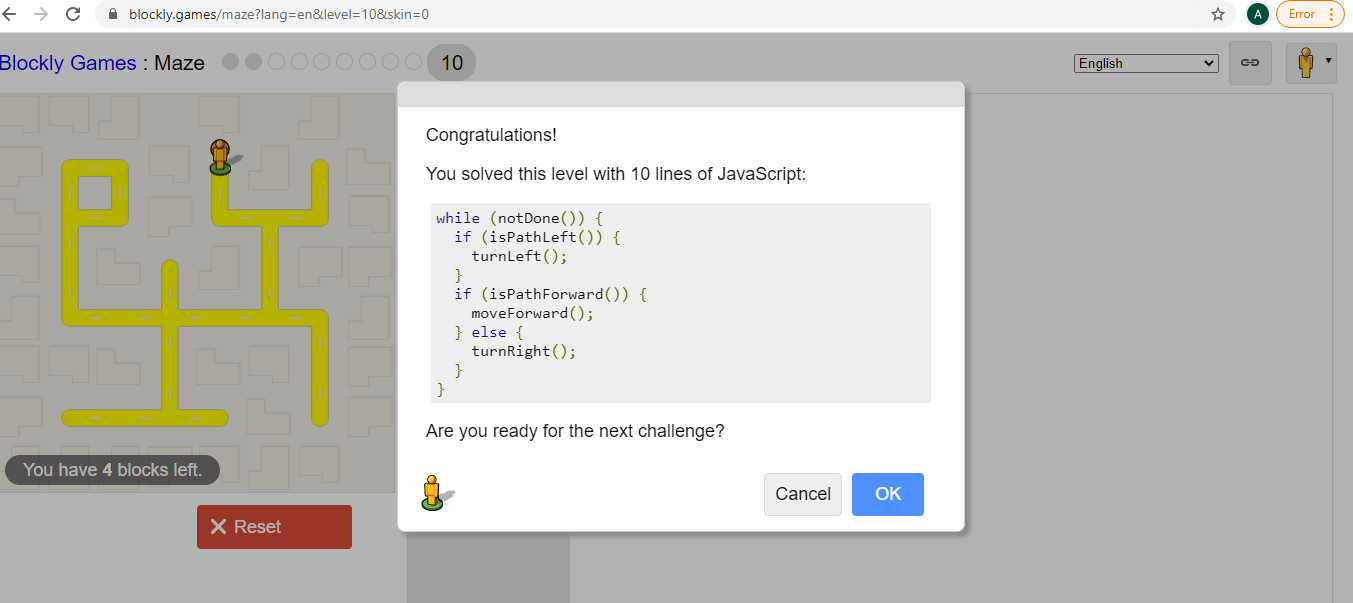 blockly.games/maze?lang=en&level=10&skin=0
A
Error
Blockly Games : Maze
10
English
Congratulations!
You solved this level with 10 lines of JavaScript:
while (notDone()) {
  if (isPathLeft()) {
    turnLeft();
  }
  if (isPathForward()) {
    moveForward();
  } else {
    turnRight();
  }
}
Are you ready for the next challenge?
You have 4 blocks left.
Cancel
OK
Reset